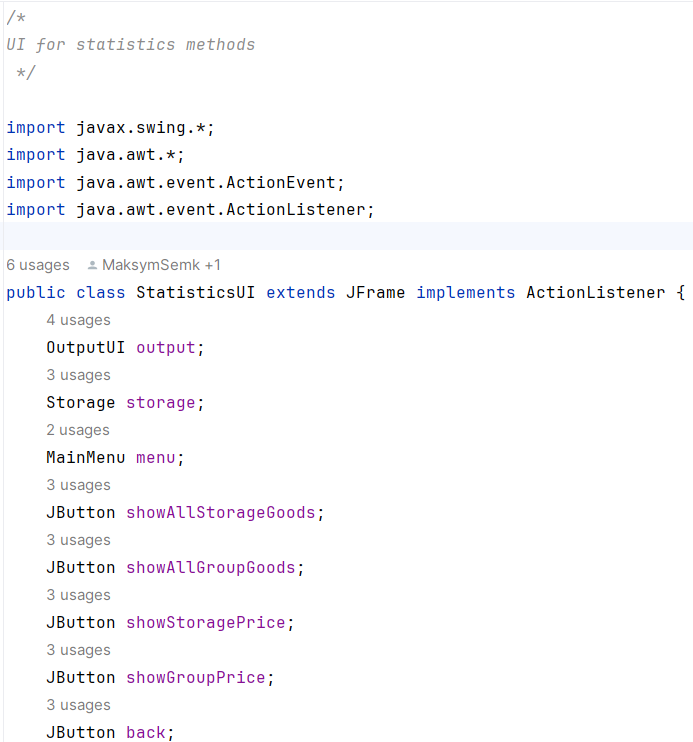 /*
UI for statistics methods
 */
import javax.swing.*;
import java.awt.*;
import java.awt.event.ActionEvent;
import java.awt.event.ActionListener;
6 usages MaksymSemk +1
public class StatisticsUI extends JFrame implements ActionListener {
4 usages
OutputUI output;
3 usages
Storage storage;
2 usages
MainMenu menu;
3 usages
JButton showAllStorageGoods;
3 usages
JButton showAllGroupGoods;
3 usages
JButton showStoragePrice;
3 usages
JButton showGroupPrice;
3 usages
JButton back;